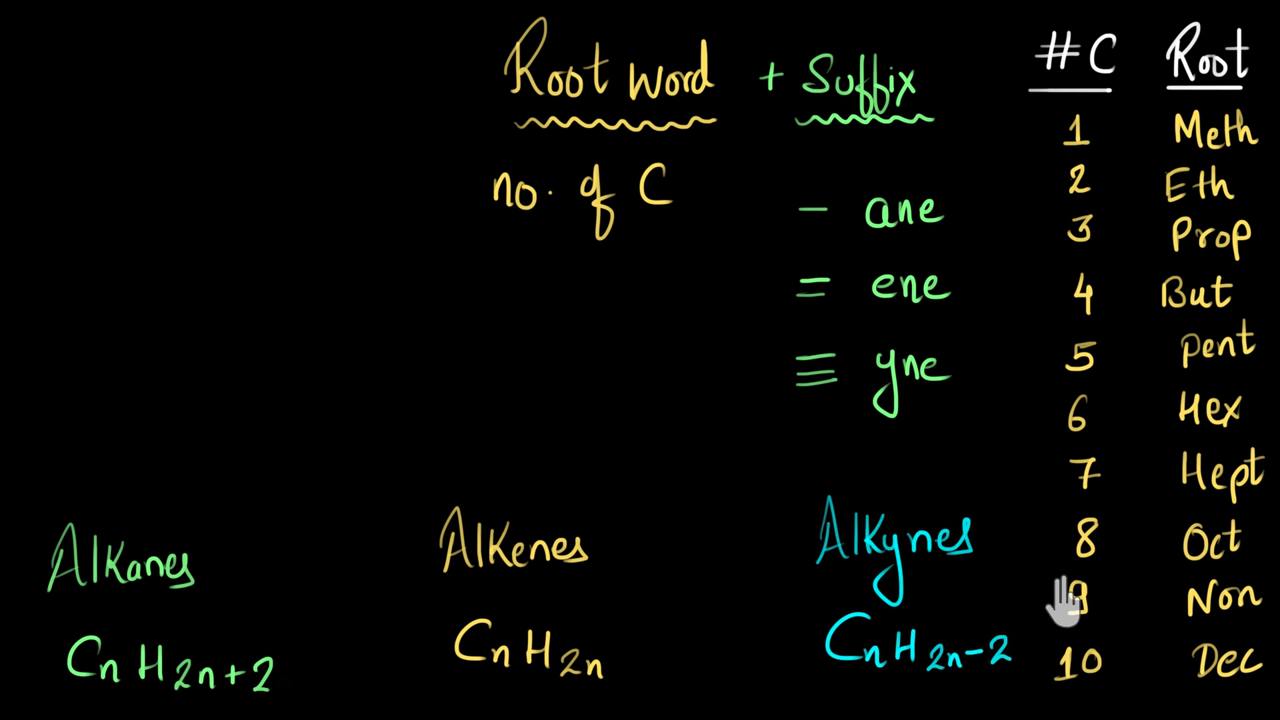 Root word + Suffix
no. of C
- ane
= ene
≡ yne
Alkanes
CnH2n+2
Alkenes
CnH2n
Alkynes
CnH2n-2
#C Root
1 Meth
2 Eth
3 Prop
4 But
5 Pent
6 Hex
7 Hept
8 Oct
9 Non
10 Dec